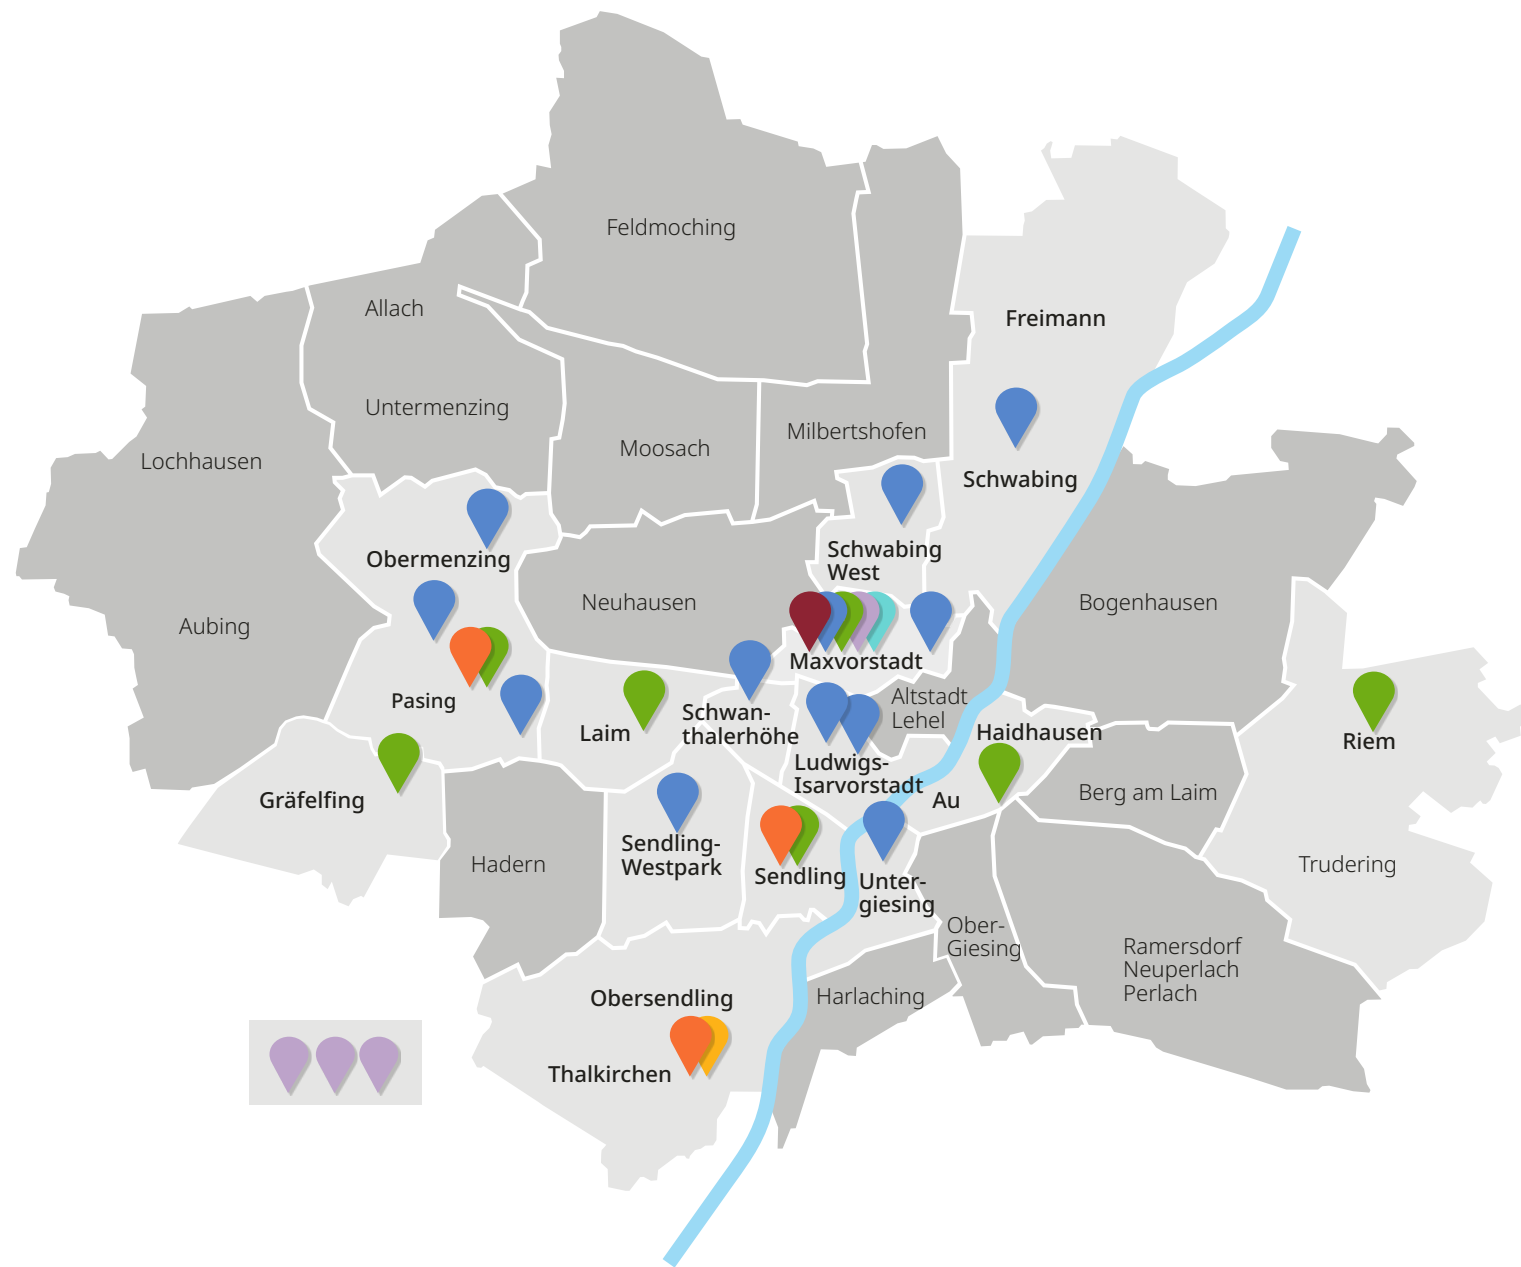 Feldmoching
Allach
Freimann
Untermenzing
Milbertshofen
Moosach
Lochhausen
Schwabing
Schwabing
West
Obermenzing
Neuhausen
Bogenhausen
Aubing
Maxvorstadt
Pasing
Altstadt
Lehel
Schwan-
thalerhöhe
Laim
Haidhausen
Riem
Ludwigs-
Isarvorstadt
Gräfelfing
Au
Berg am Laim
Sendling-
Westpark
Hadern
Sendling
Unter-
giesing
Trudering
Ober-
Giesing
Ramersdorf
Neuperlach
Perlach
Obersendling
Harlaching
Thalkirchen